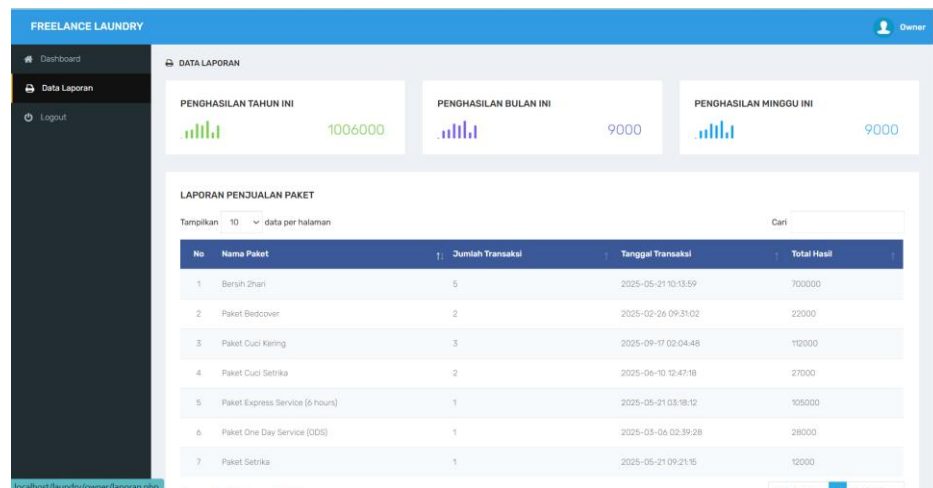 FREELANCE LAUNDRY
Owner
Dashboard
Data Laporan
Logout
DATA LAPORAN
PENGHASILAN TAHUN INI
1006000
PENGHASILAN BULAN INI
9000
PENGHASILAN MINGGU INI
9000
LAPORAN PENJUALAN PAKET
Tampilkan 10 data per halaman
Cari
No Nama Paket Jumlah Transaksi Tanggal Transaksi Total Hasil
1 Bersih 2hari 5 2025-05-21 10:13:59 700000
2 Paket Bedcover 2 2025-02-26 09:31:02 22000
3 Paket Cuci Kering 3 2025-09-17 02:04:48 112000
4 Paket Cuci Setrika 2 2025-06-10 12:47:18 27000
5 Paket Express Service (6 hours) 1 2025-05-21 03:18:12 105000
6 Paket One Day Service (ODS) 1 2025-03-06 02:39:28 28000
7 Paket Setrika 1 2025-05-21 09:21:15 12000
localhost/laundry/owner/laporan.php